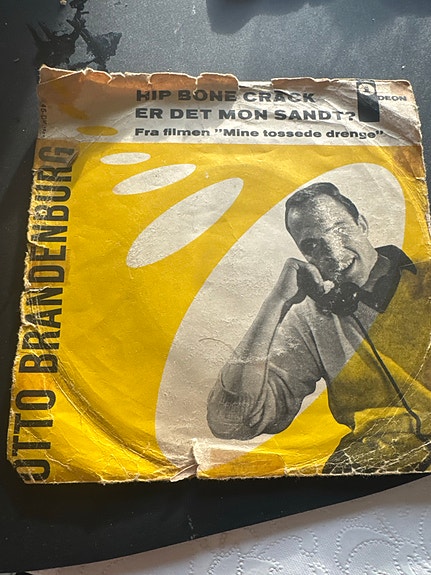 HIP BONE CRACK
ER DET MON SANDT?
Fra filmen "Mine tossede drenge"
ODEON
OTTO BRANDENBURG